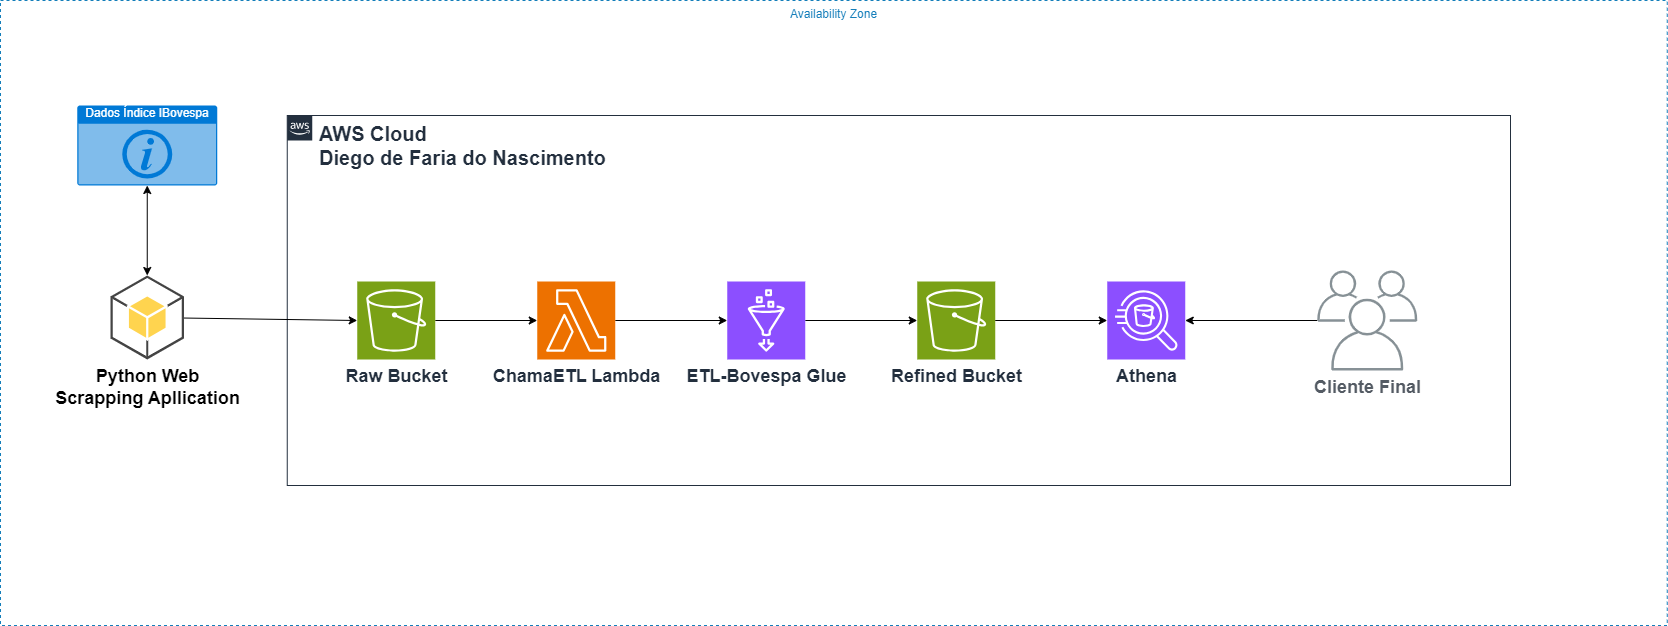 Availability Zone
Dados Índice IBovespa
aws
AWS Cloud
Diego de Faria do Nascimento
Python Web
Scrapping Apllication
Raw Bucket
ChamaETL Lambda
ETL-Bovespa Glue
Refined Bucket
Athena
Cliente Final